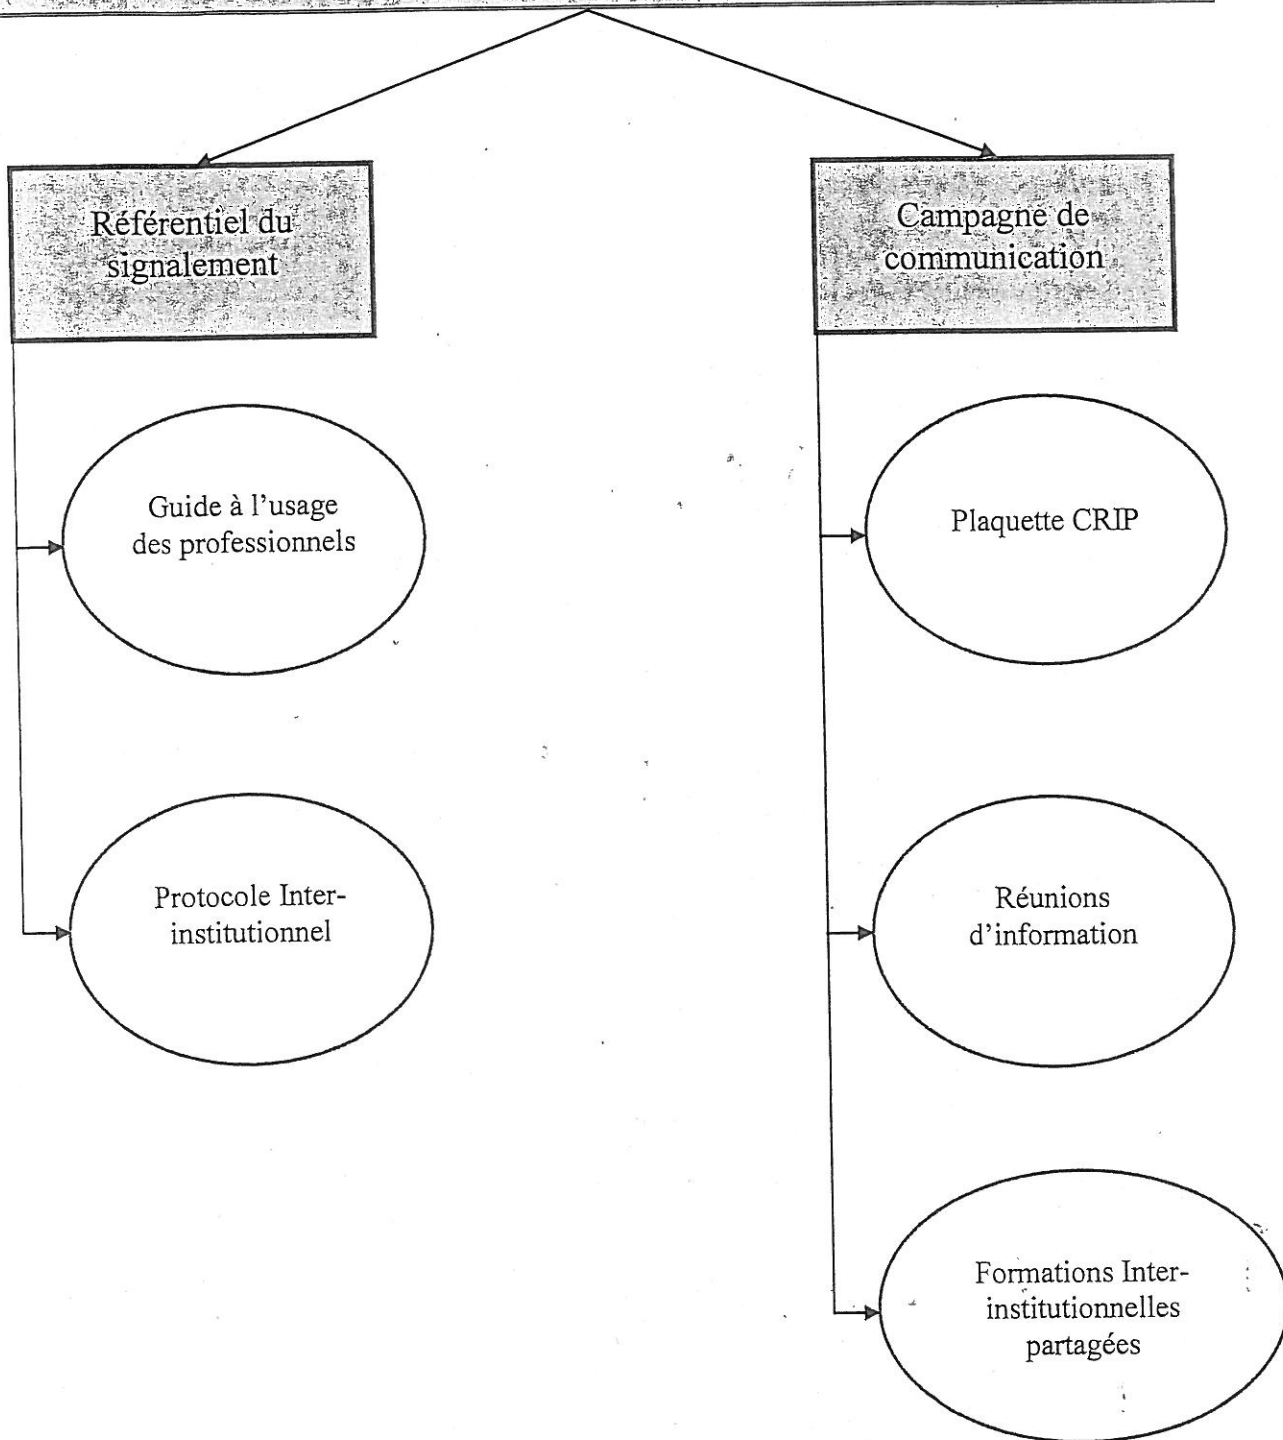 Référentiel du
signalement
Guide à l'usage
des professionnels
Protocole Inter-
institutionnel
Campagne de
communication
Plaquette CRIP
Réunions
d'information
Formations Inter-
institutionnelles
partagées